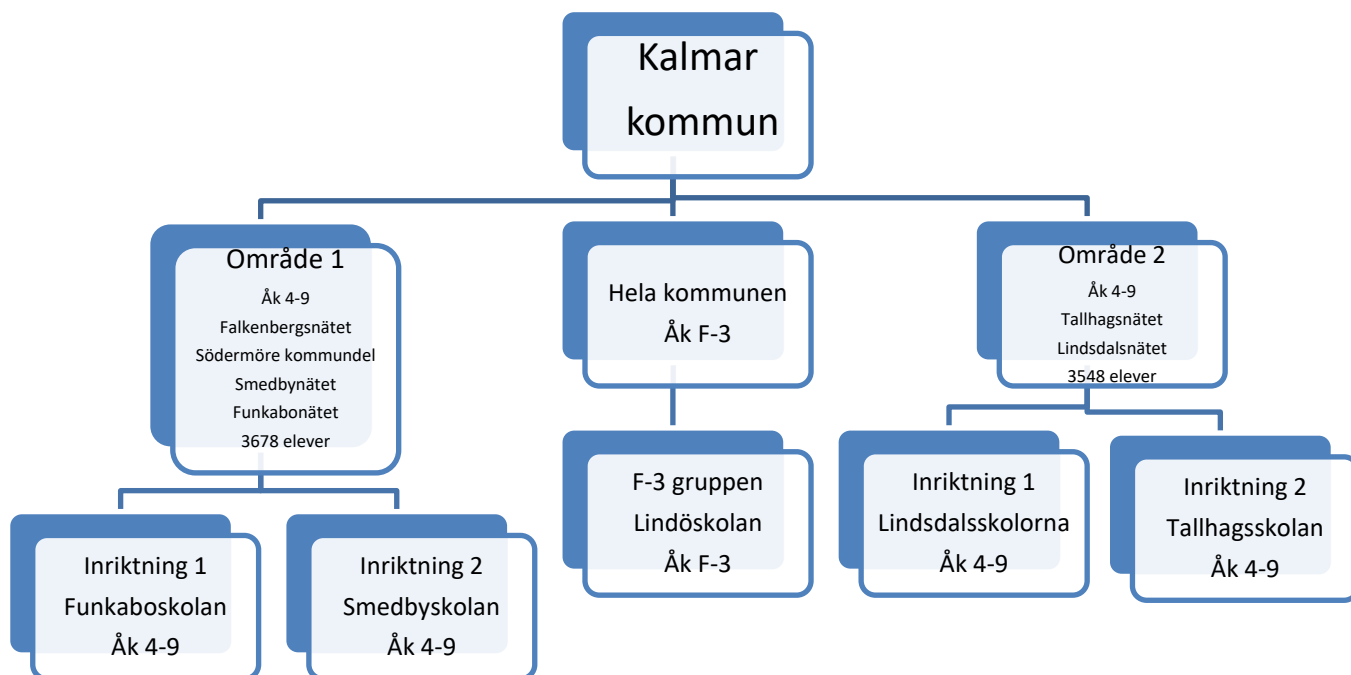 Kalmar
kommun
Område 1
Åk 4-9
Falkenbergsnätet
Södermöre kommundel
Smedbynätet
Funkabonätet
3678 elever
Hela kommunen
Åk F-3
Område 2
Åk 4-9
Tallhagsnätet
Lindsdalsnätet
3548 elever
Inriktning 1
Funkaboskolan
Åk 4-9
Inriktning 2
Smedbyskolan
Åk 4-9
F-3 gruppen
Lindöskolan
Åk F-3
Inriktning 1
Lindsdalsskolorna
Åk 4-9
Inriktning 2
Tallhagsskolan
Åk 4-9